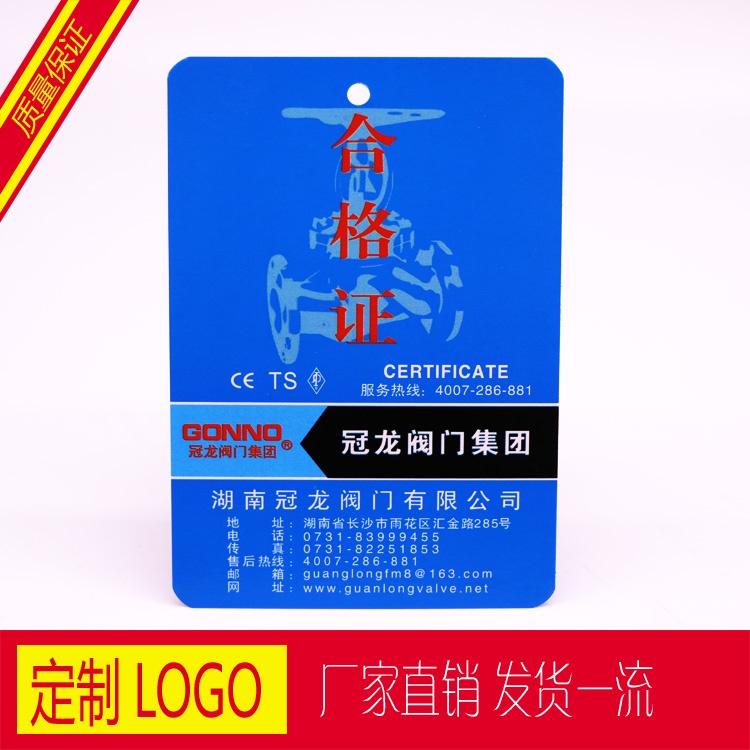 质量保证
合格证
CE TS
CERTIFICATE
服务热线：4007-286-881
GONNO®
冠龙阀门集团
冠龙阀门集团
湖南冠龙阀门有限公司
地 址：湖南省长沙市雨花区汇金路285号
电 话：0731-83999455
传 真：0731-82251853
售后热线：4007-286-881
邮 箱：guanglongfm8@163.com
网 址：www.guanlongvalve.net
定制 LOGO
厂家直销 发货一流